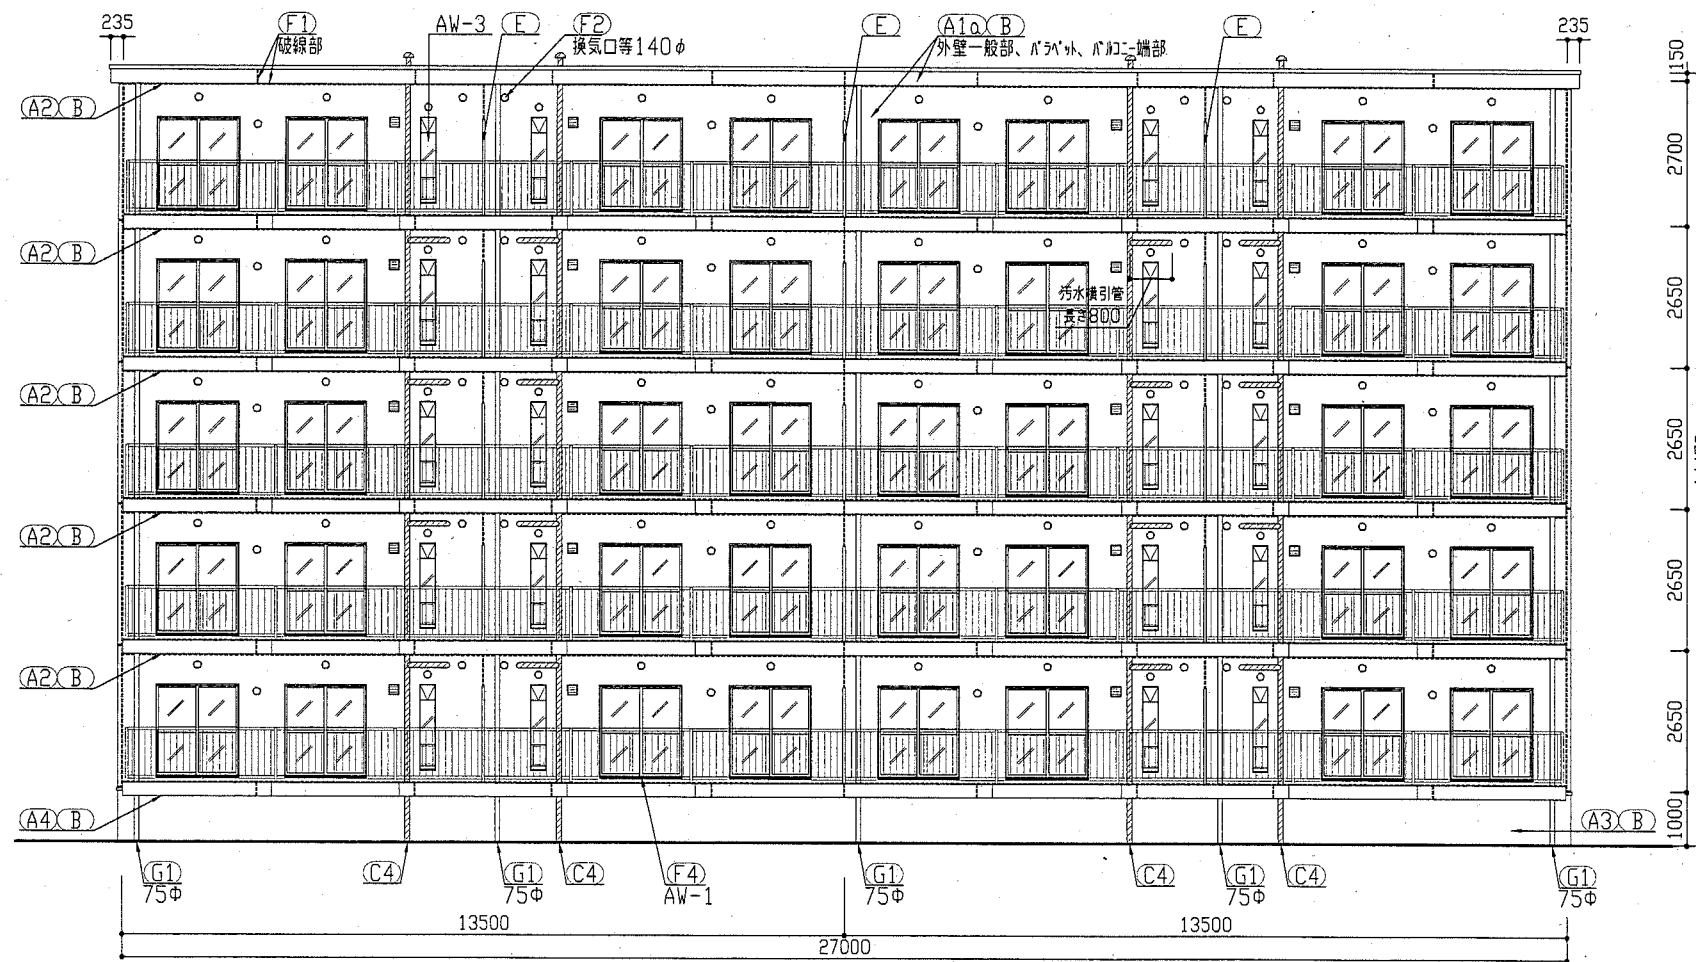 235
F1
破線部
AW-3
E
F2
換気口等140φ
E
A1a B
外壁一般部、パラペット、バルコニー端部
E
235
150
A2 B
2700
A2 B
汚水横引管
長さ800
2650
A2 B
2650
A2 B
2650
A2 B
2650
A4 B
A3 B
1000
G1
75Φ
C4
G1
75Φ
C4
F4
AW-1
G1
75Φ
C4
G1
75Φ
C4
G1
75Φ
13500
13500
27000